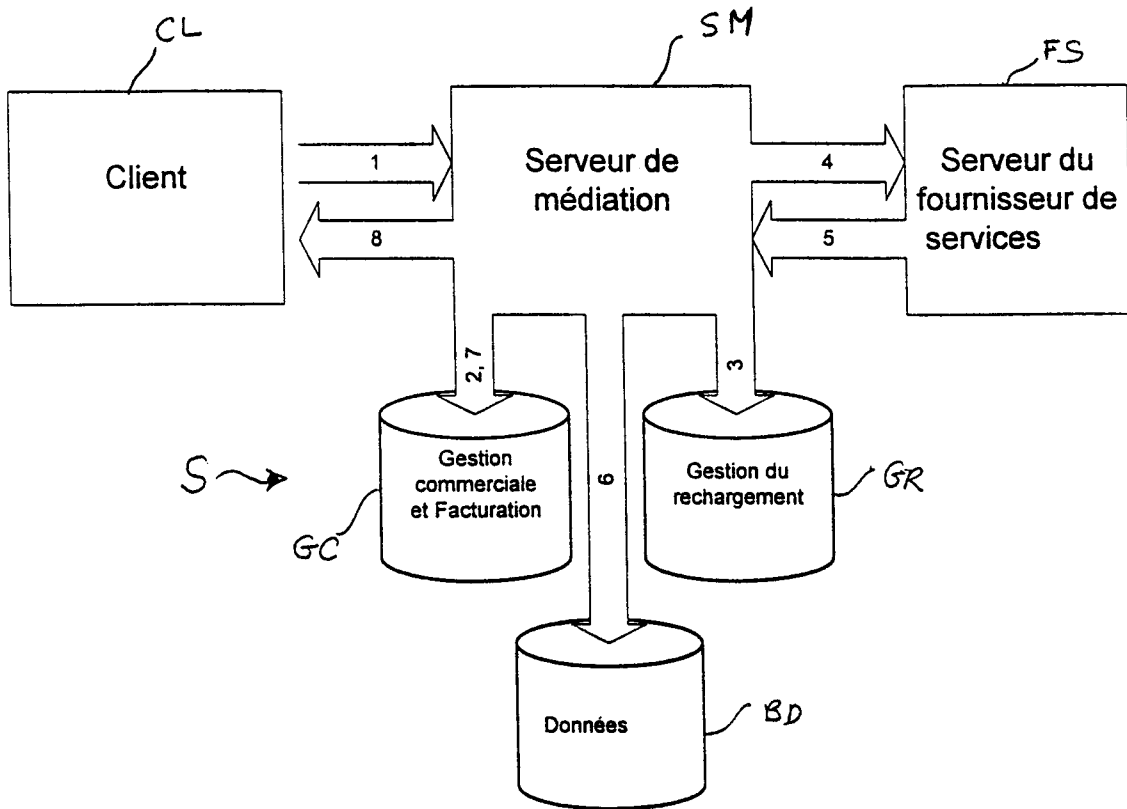 CL
SM
FS
Client
1
8
Serveur de
médiation
4
5
Serveur du
fournisseur de
services
2, 7
6
3
S
Gestion
commerciale
et Facturation
GC
Gestion du
rechargement
GR
Données
BD